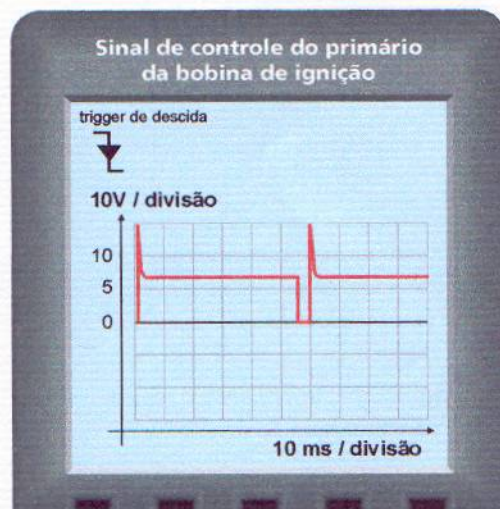 Sinal de controle do primário
da bobina de ignição
trigger de descida
10V / divisão
10
5
0
10 ms / divisão